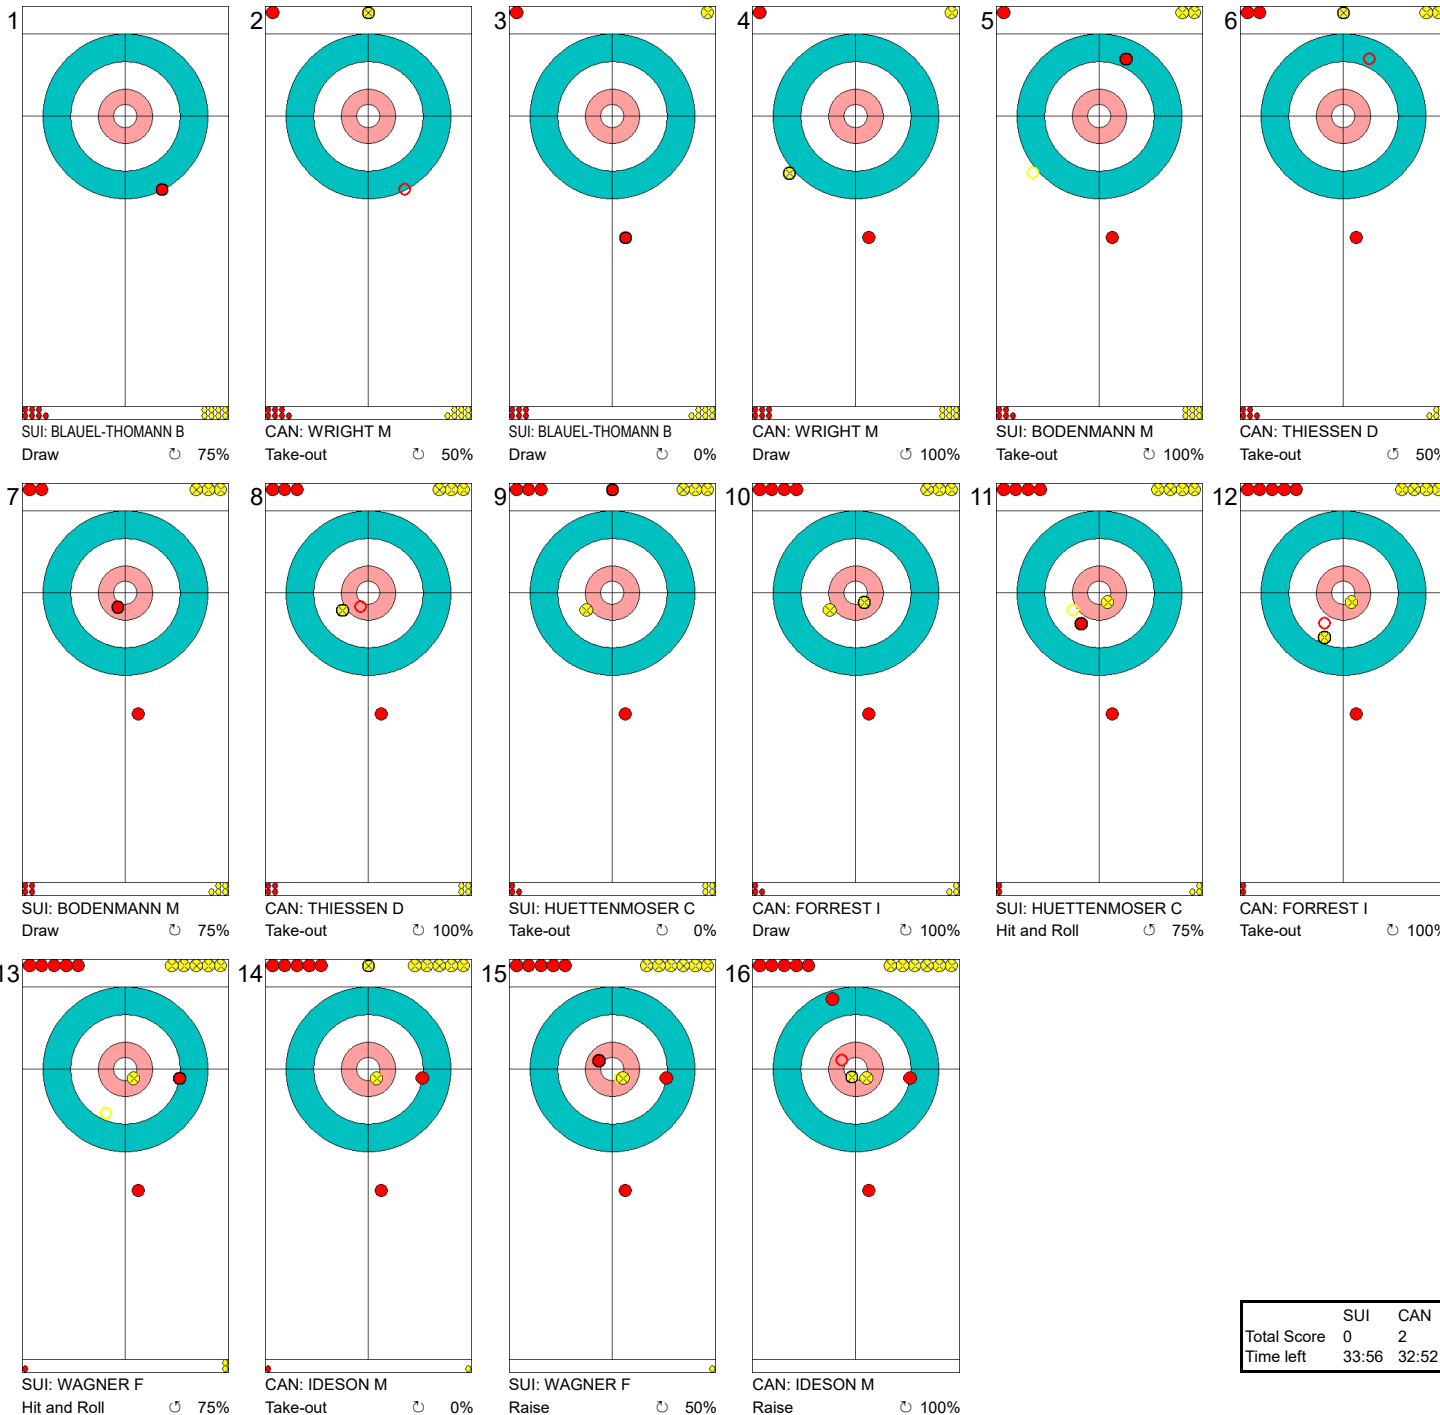 1 2 3 4 5 6
SUI: BLAUEL-THOMANN B CAN: WRIGHT M SUI: BLAUEL-THOMANN B CAN: WRIGHT M SUI: BODENMANN M CAN: THIESSEN D
Draw ↻ 75% Take-out ↻ 50% Draw ↻ 0% Draw ↺ 100% Take-out ↻ 100% Take-out ↻ 50%
7 8 9 10 11 12
SUI: BODENMANN M CAN: THIESSEN D SUI: HUETTENMOSER C CAN: FORREST I SUI: HUETTENMOSER C CAN: FORREST I
Draw ↻ 75% Take-out ↻ 100% Take-out ↻ 0% Draw ↻ 100% Hit and Roll ↺ 75% Take-out ↻ 100%
13 14 15 16
SUI: WAGNER F CAN: IDESON M SUI: WAGNER F CAN: IDESON M
Hit and Roll ↺ 75% Take-out ↻ 0% Raise ↻ 50% Raise ↻ 100%
SUI CAN
Total Score 0 2
Time left 33:56 32:52